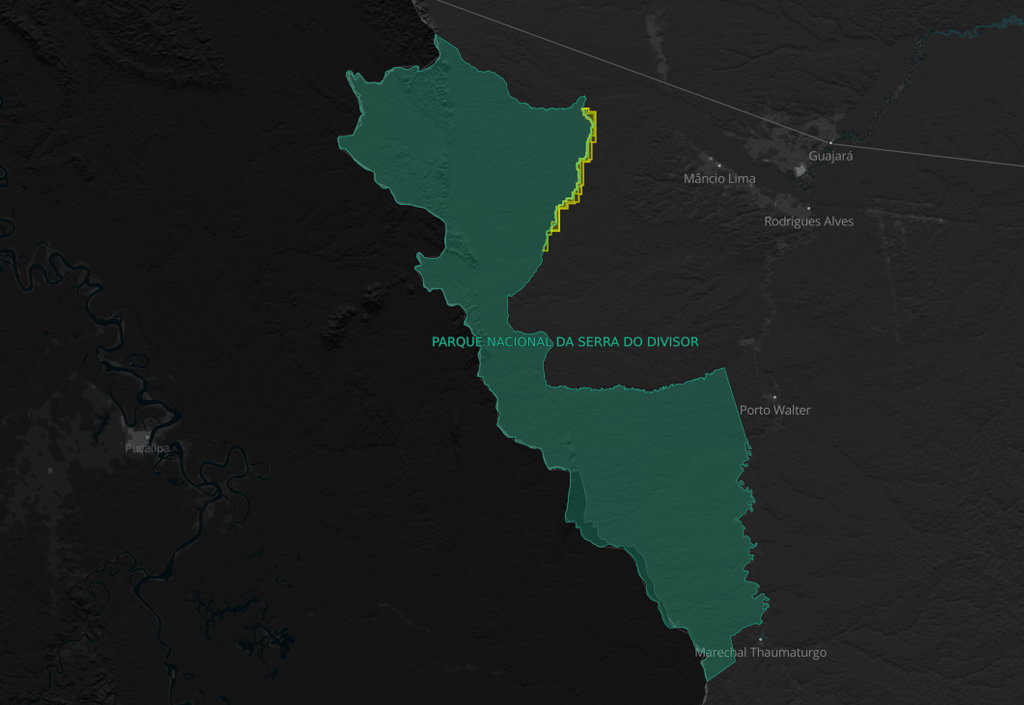 Guajará
Mâncio Lima
Rodrigues Alves
PARQUE NACIONAL DA SERRA DO DIVISOR
Porto Walter
Pucallpa
Marechal Thaumaturgo